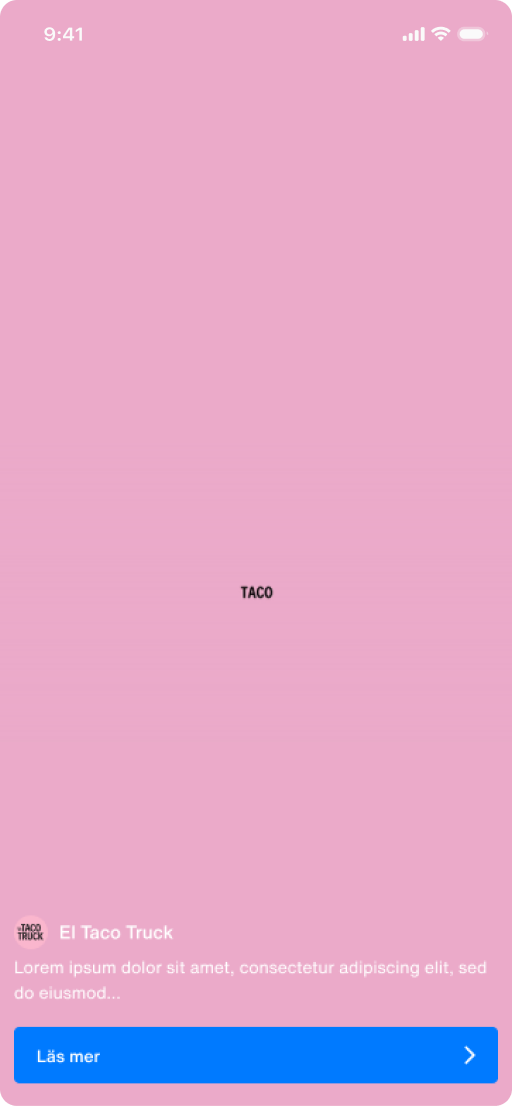 9:41
TACO
EL TACO
TRUCK
El Taco Truck
Lorem ipsum dolor sit amet, consectetur adipiscing elit, sed
do eiusmod...
Läs mer